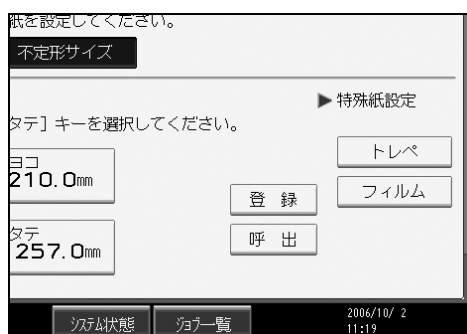 紙を設定してください。
不定形サイズ
▶特殊紙設定
タテ］キーを選択してください。
ヨコ
210.0mm
トレペ
登 録
フィルム
タテ
257.0mm
呼 出
システム状態
ジョブ一覧
2006/10/ 2
11:19